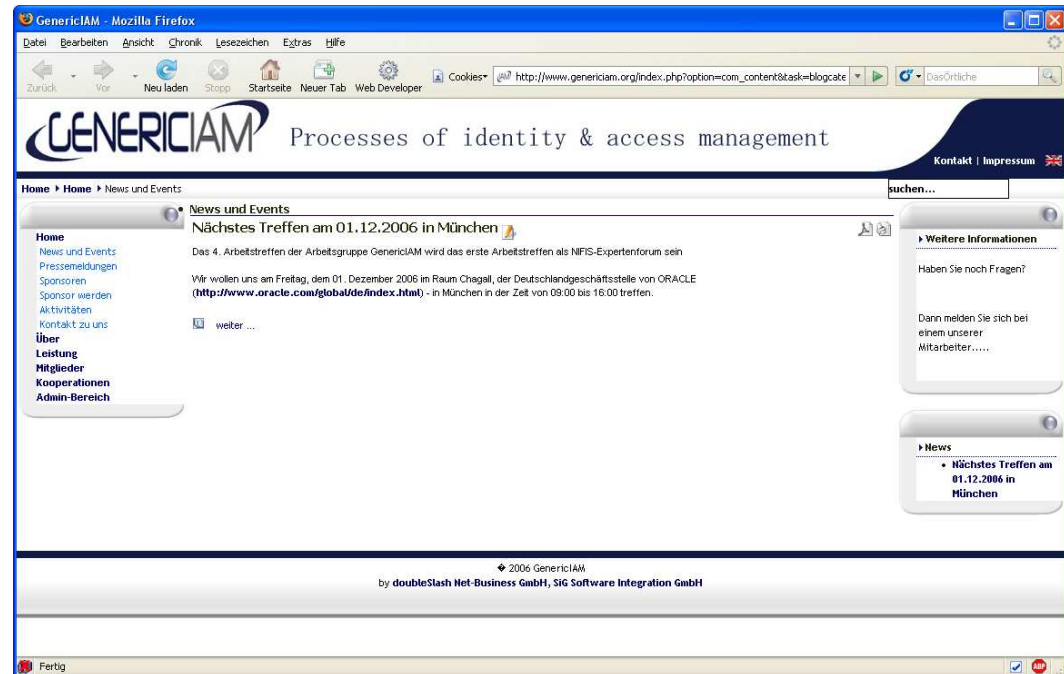 GenericIAM - Mozilla Firefox
Datei Bearbeiten Ansicht Chronik Lesezeichen Extras Hilfe
Zurück Vor Neu laden Stopp Startseite Neuer Tab Web Developer
Cookies
http://www.genericiam.org/index.php?option=com_content&task=blogcate
DasÖrtliche
GENERICIAM
Processes of identity & access management
Kontakt | Impressum
Home Home News und Events
suchen...
Home
News und Events
Pressemeldungen
Sponsoren
Sponsor werden
Aktivitäten
Kontakt zu uns
Über
Leistung
Mitglieder
Kooperationen
Admin-Bereich
News und Events
Nächstes Treffen am 01.12.2006 in München
Das 4. Arbeitstreffen der Arbeitsgruppe GenericIAM wird das erste Arbeitstreffen als NIFIS-Expertenforum sein
Wir wollen uns am Freitag, dem 01. Dezember 2006 im Raum Chagall, der Deutschlandgeschäftsstelle von ORACLE
(http://www.oracle.com/global/de/index.html) - in München in der Zeit von 09:00 bis 16:00 treffen.
weiter ...
Weitere Informationen
Haben Sie noch Fragen?
Dann melden Sie sich bei
einem unserer
Mitarbeiter.....
News
• Nächstes Treffen am
01.12.2006 in
München
� 2006 GenericIAM
by doubleSlash Net-Business GmbH, SiG Software Integration GmbH
Fertig
ABP